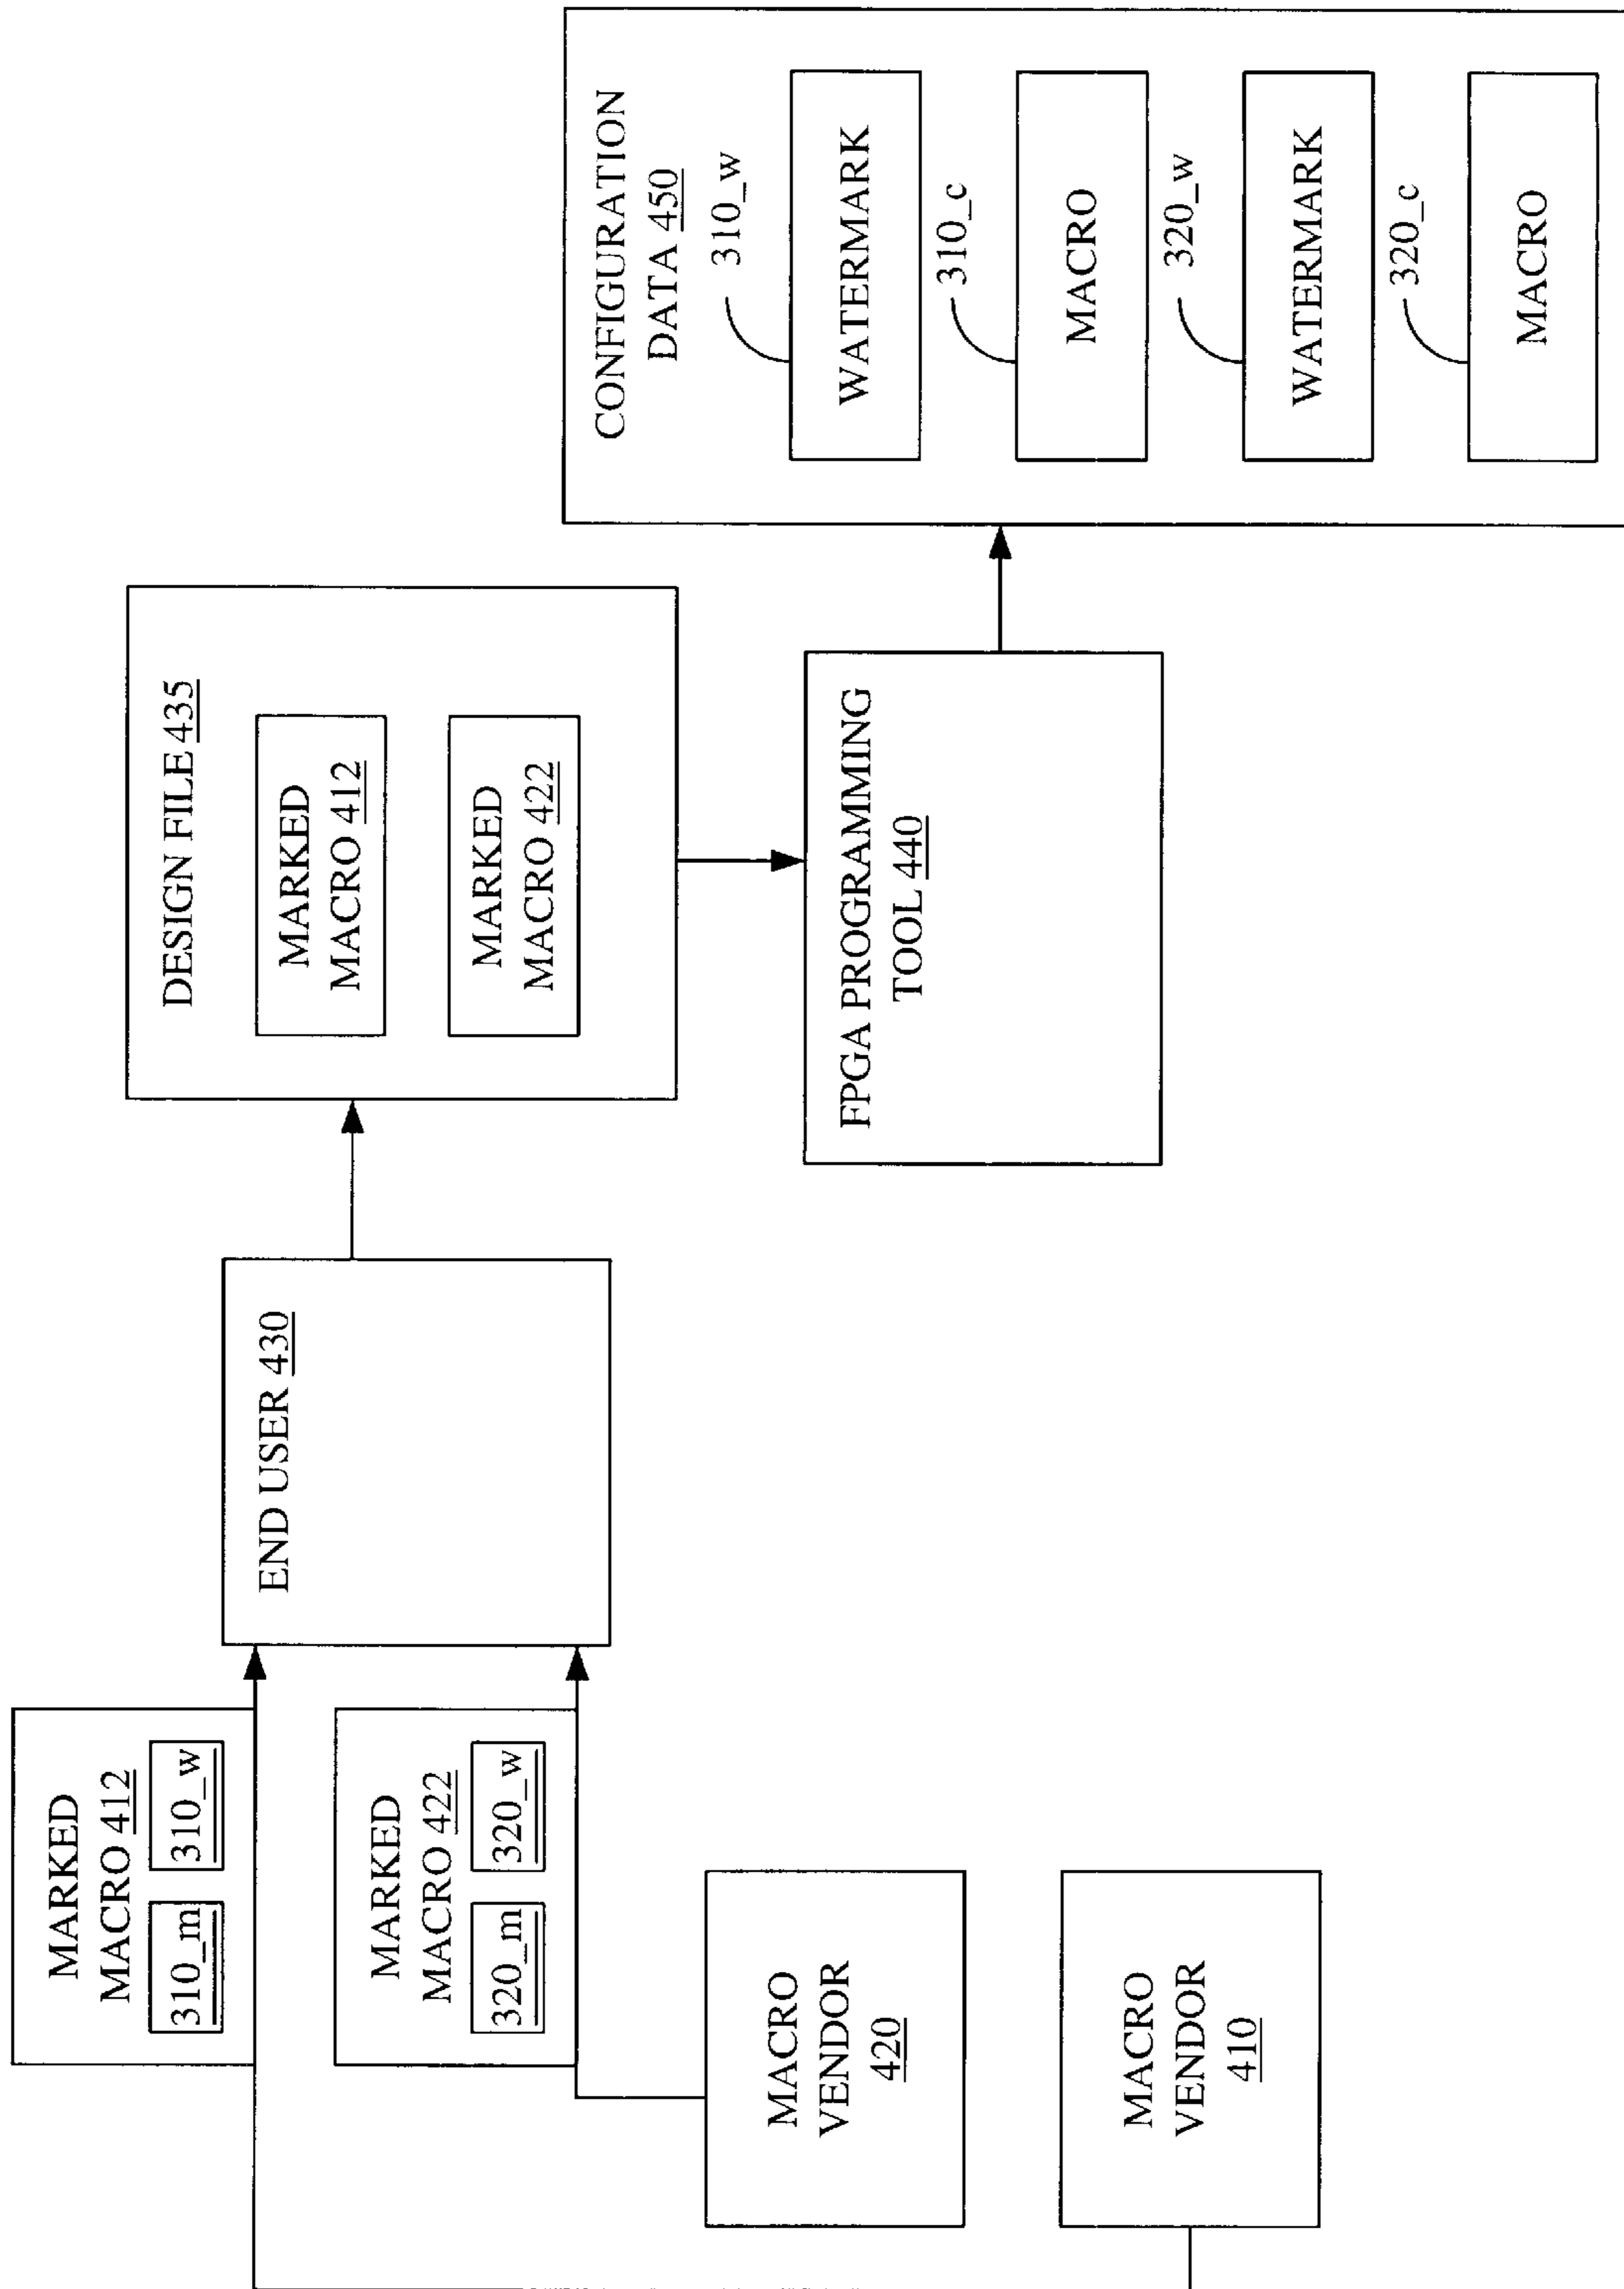 MARKED
MACRO 412
310_m
310_w
MARKED
MACRO 422
320_m
320_w
MACRO
VENDOR
420
MACRO
VENDOR
410
END USER 430
DESIGN FILE 435
MARKED
MACRO 412
MARKED
MACRO 422
FPGA PROGRAMMING
TOOL 440
CONFIGURATION
DATA 450
310_w
WATERMARK
310_c
MACRO
320_w
WATERMARK
320_c
MACRO